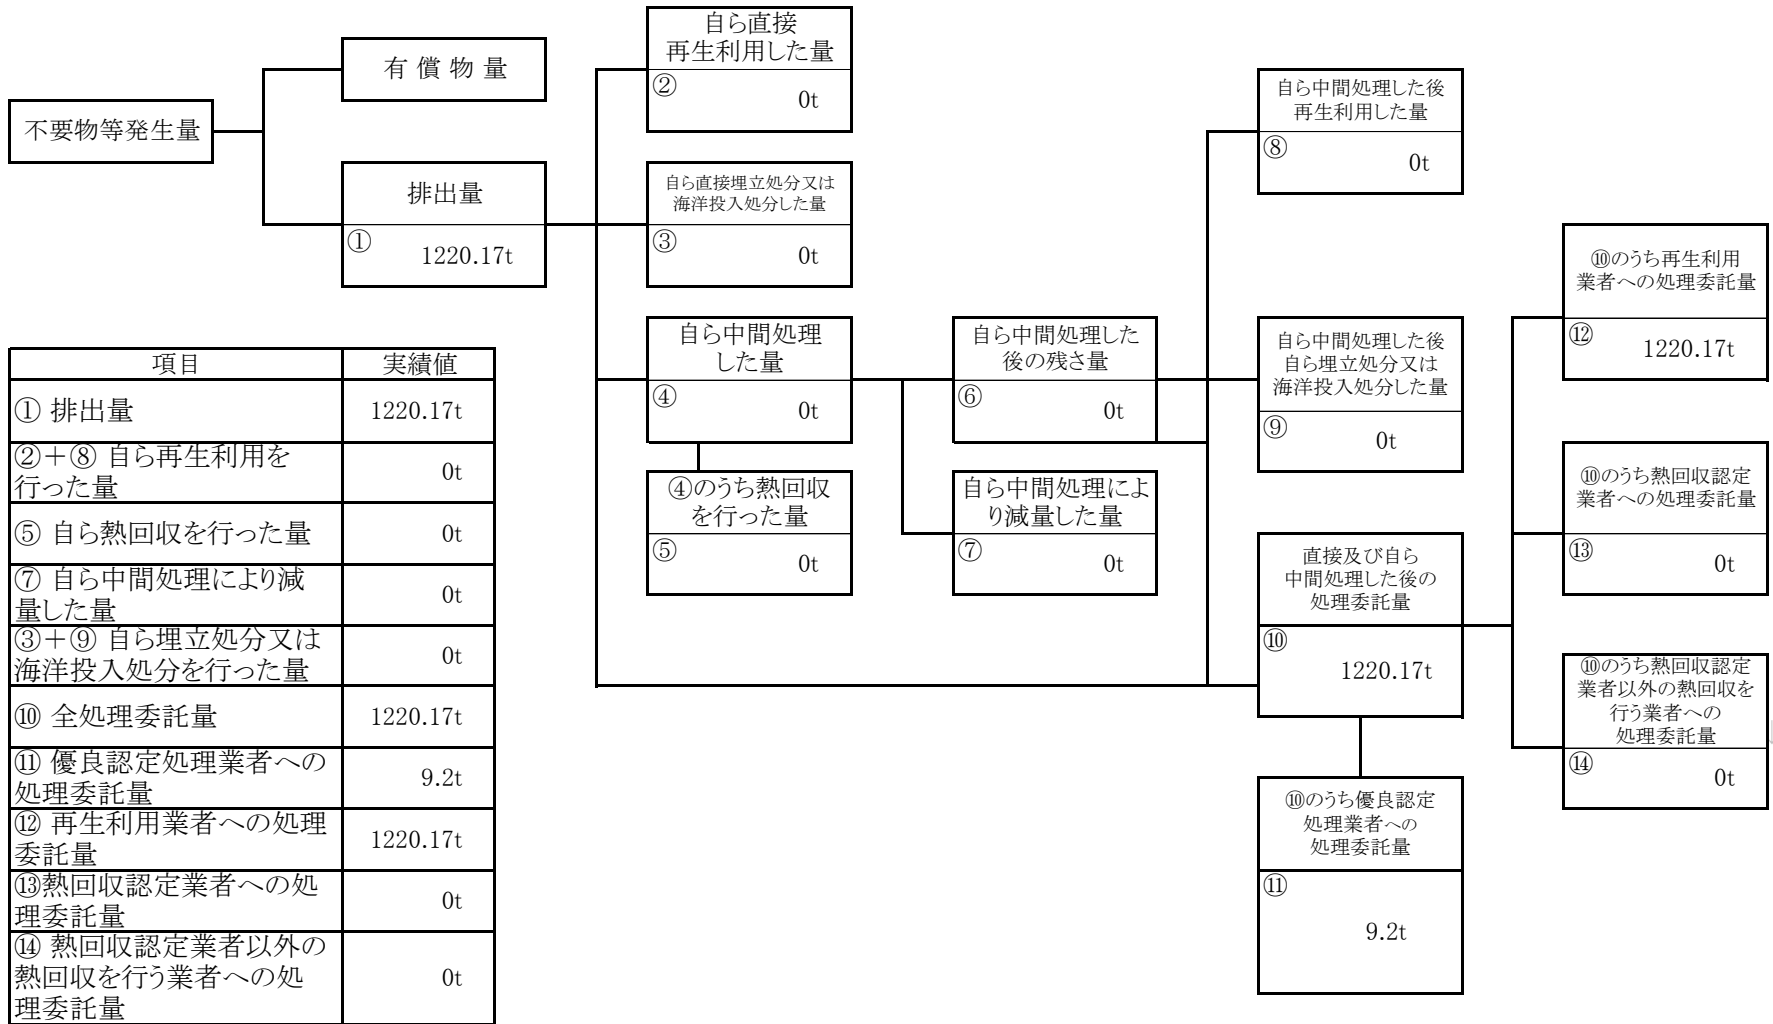 不要物等発生量
有 償 物 量
排出量
①
1220.17t
自ら直接
再生利用した量
②
0t
自ら直接埋立処分又は
海洋投入処分した量
③
0t
自ら中間処理
した量
④
0t
④のうち熱回収
を行った量
⑤
0t
自ら中間処理した
後の残さ量
⑥
0t
自ら中間処理によ
り減量した量
⑦
0t
自ら中間処理した後
再生利用した量
⑧
0t
自ら中間処理した後
自ら埋立処分又は
海洋投入処分した量
⑨
0t
直接及び自ら
中間処理した後の
処理委託量
⑩
1220.17t
⑩のうち優良認定
処理業者への
処理委託量
⑪
9.2t
⑩のうち再生利用
業者への処理委託量
⑫
1220.17t
⑩のうち熱回収認定
業者への処理委託量
⑬
0t
⑩のうち熱回収認定
業者以外の熱回収を
行う業者への
処理委託量
⑭
0t
項目 実績値
① 排出量 1220.17t
②＋⑧ 自ら再生利用を
行った量 0t
⑤ 自ら熱回収を行った量 0t
⑦ 自ら中間処理により減
量した量 0t
③＋⑨ 自ら埋立処分又は
海洋投入処分を行った量 0t
⑩ 全処理委託量 1220.17t
⑪ 優良認定処理業者への
処理委託量 9.2t
⑫ 再生利用業者への処理
委託量 1220.17t
⑬熱回収認定業者への処
理委託量 0t
⑭ 熱回収認定業者以外の
熱回収を行う業者への処
理委託量 0t